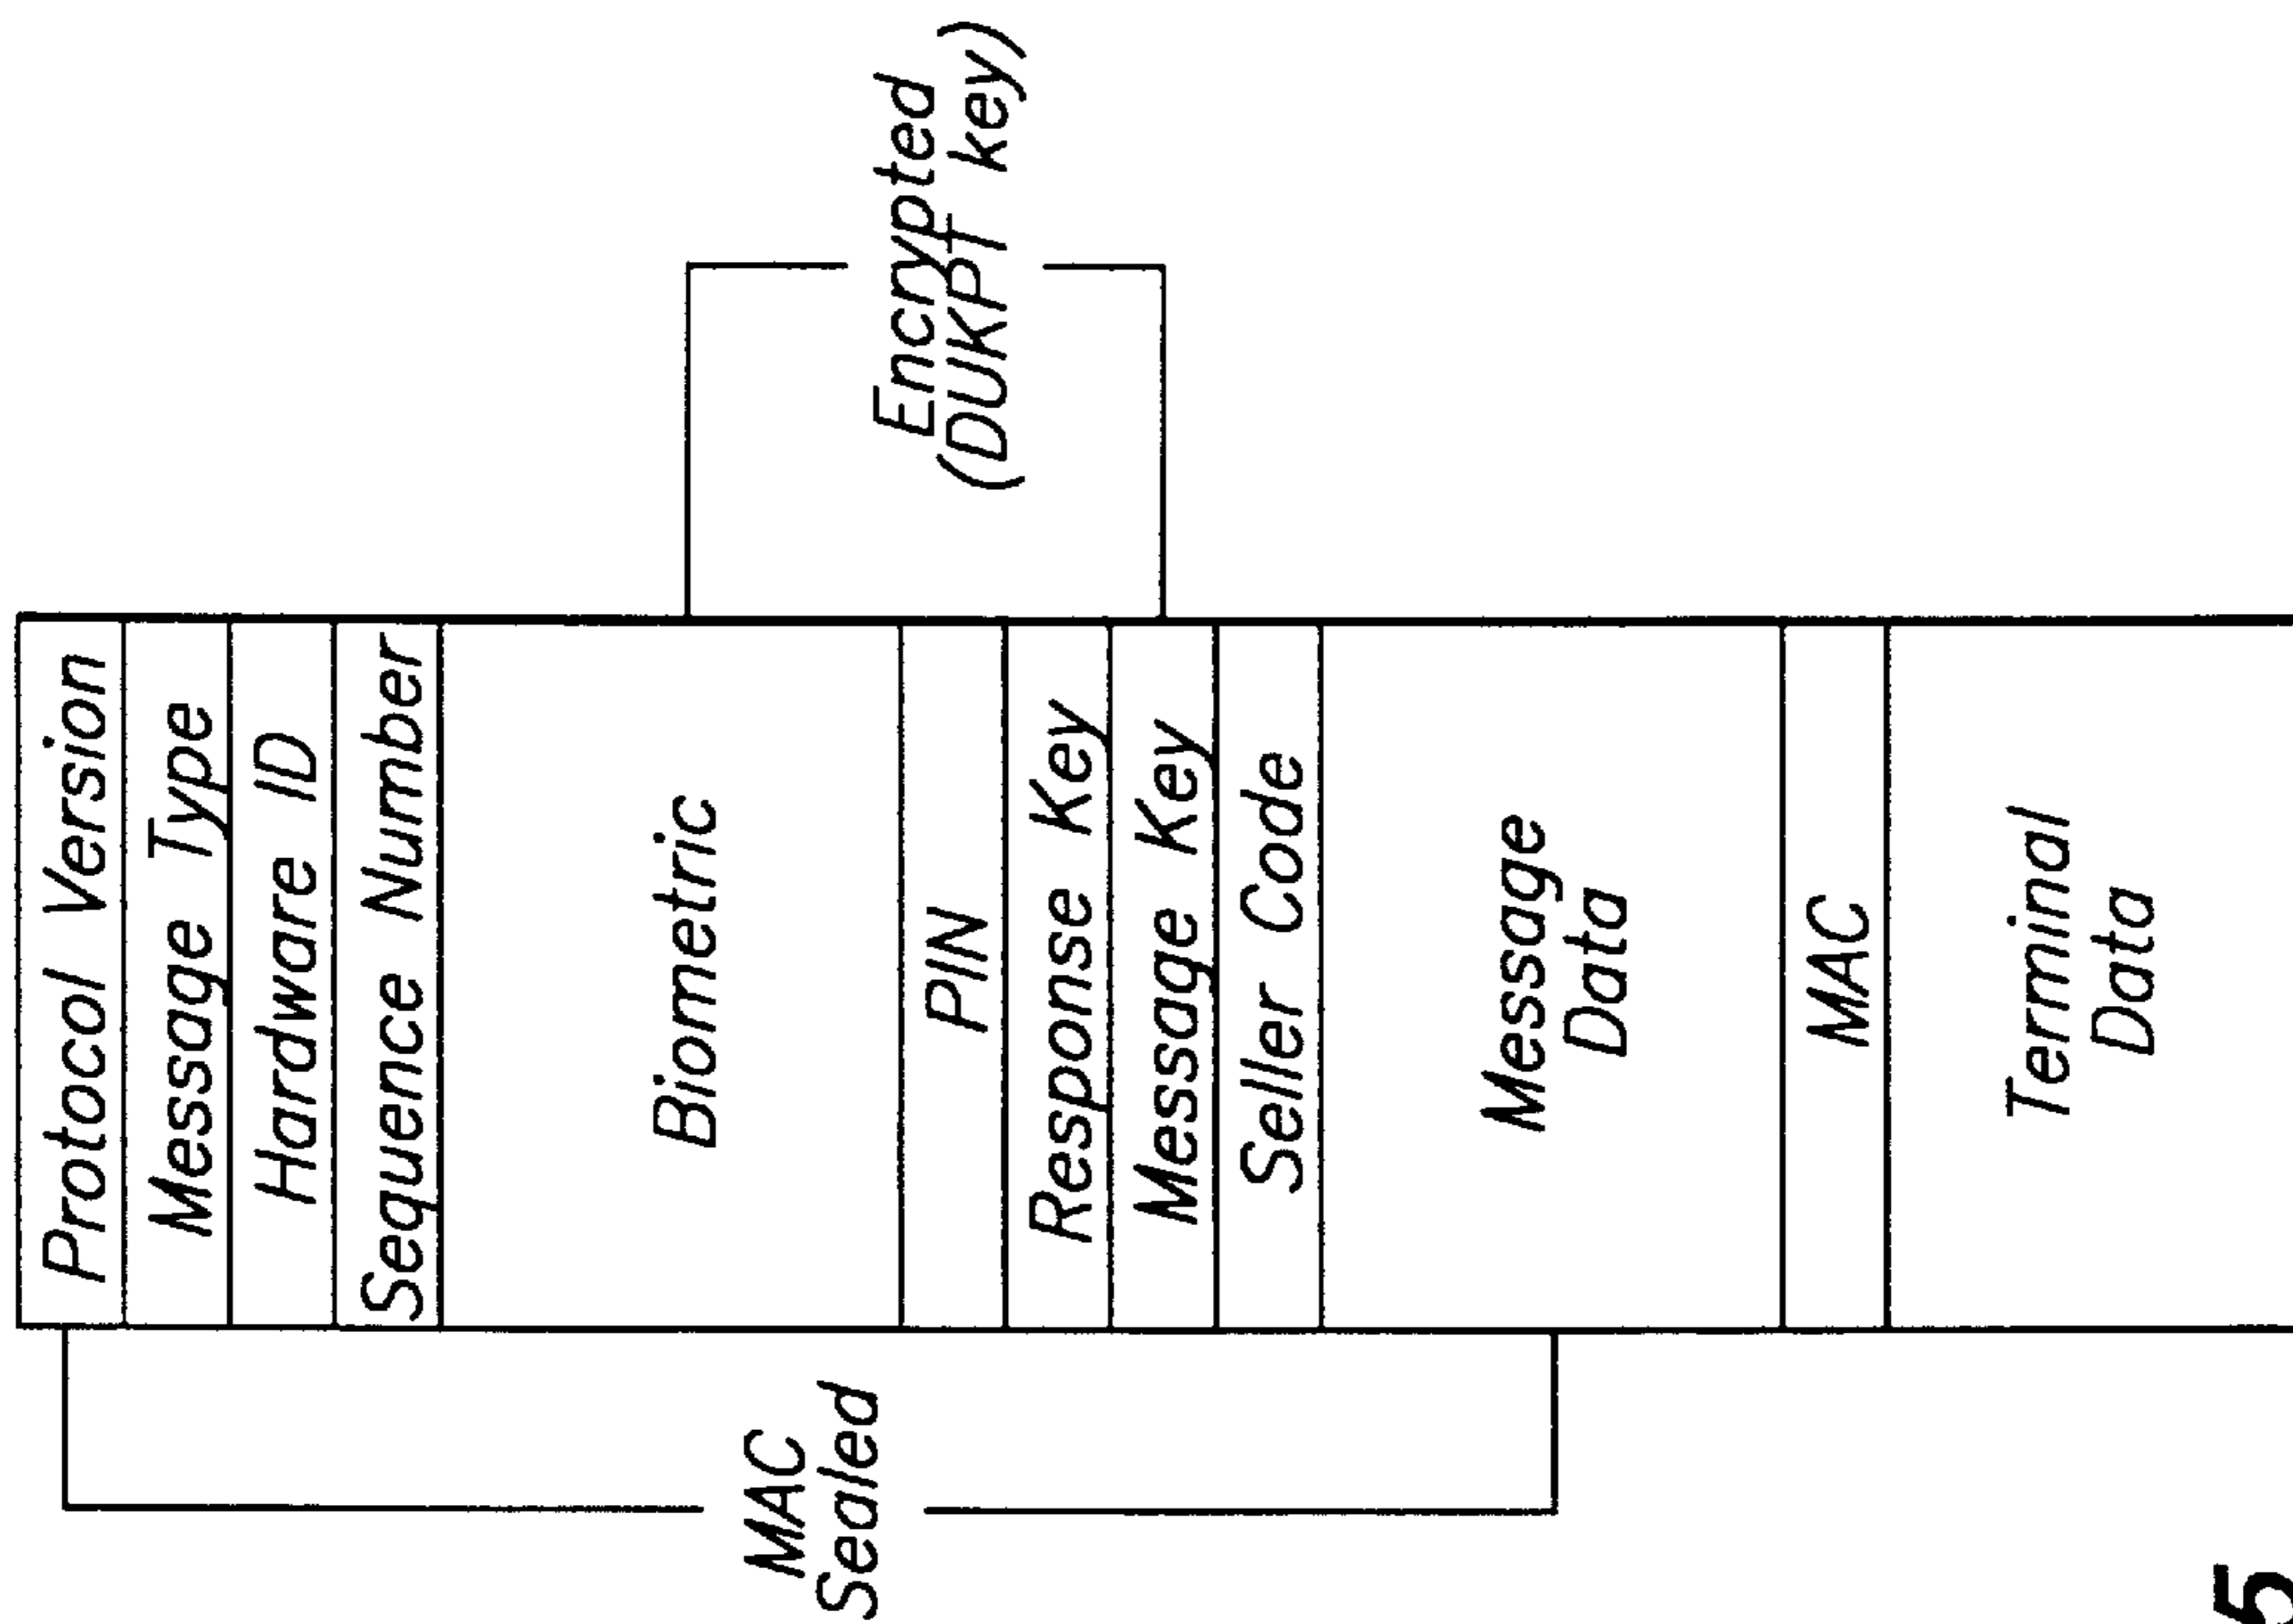 Protocol Version
Message Type
Hardware ID
Sequence Number
Biometric
PIN
Response Key
Message Key
Seller Code
Message
Data
MAC
Terminal
Data
MAC
Sealed
Encrypted
(DUKPT key)
5